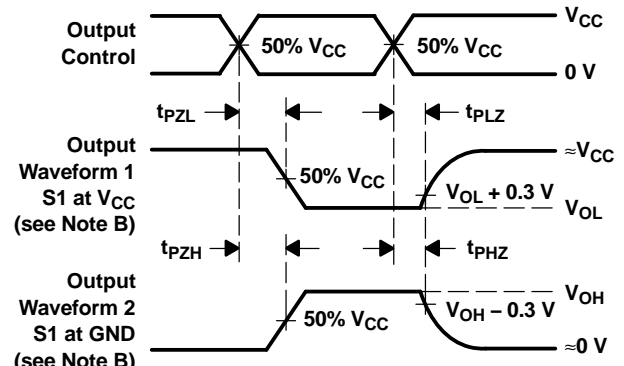 Output
Control
50% VCC
50% VCC
VCC
0 V
tPZL
tPLZ
Output
Waveform 1
S1 at VCC
(see Note B)
50% VCC
≈VCC
VOL + 0.3 V
VOL
tPZH
tPHZ
Output
Waveform 2
S1 at GND
(see Note B)
50% VCC
VOH
VOH − 0.3 V
≈0 V